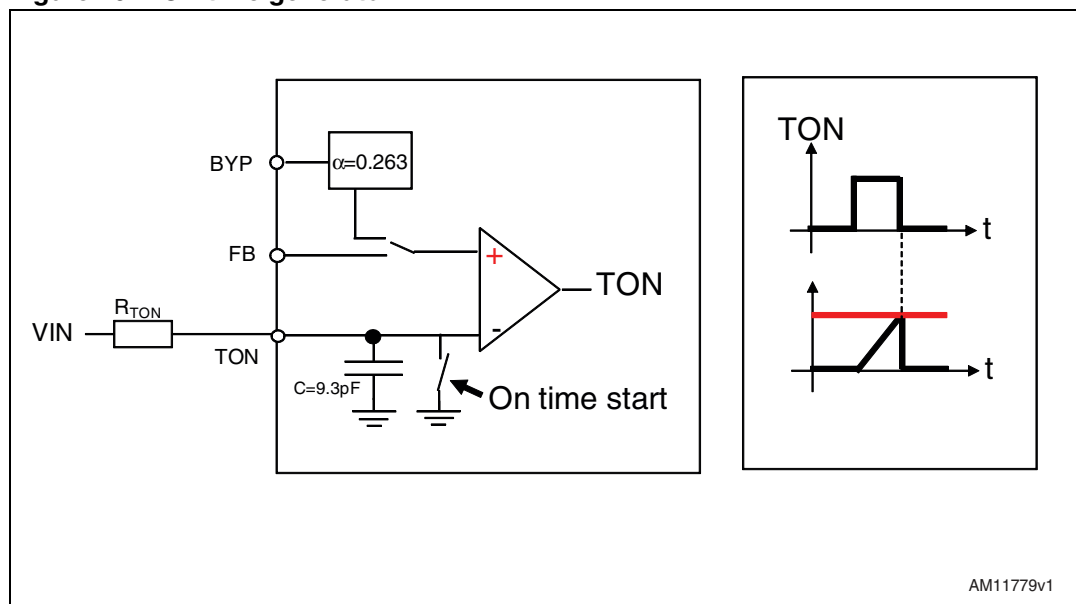 BYP
α=0.263
FB
+
TON
VIN
RTON
TON
-
C=9.3pF
On time start
TON
t
t
AM11779v1